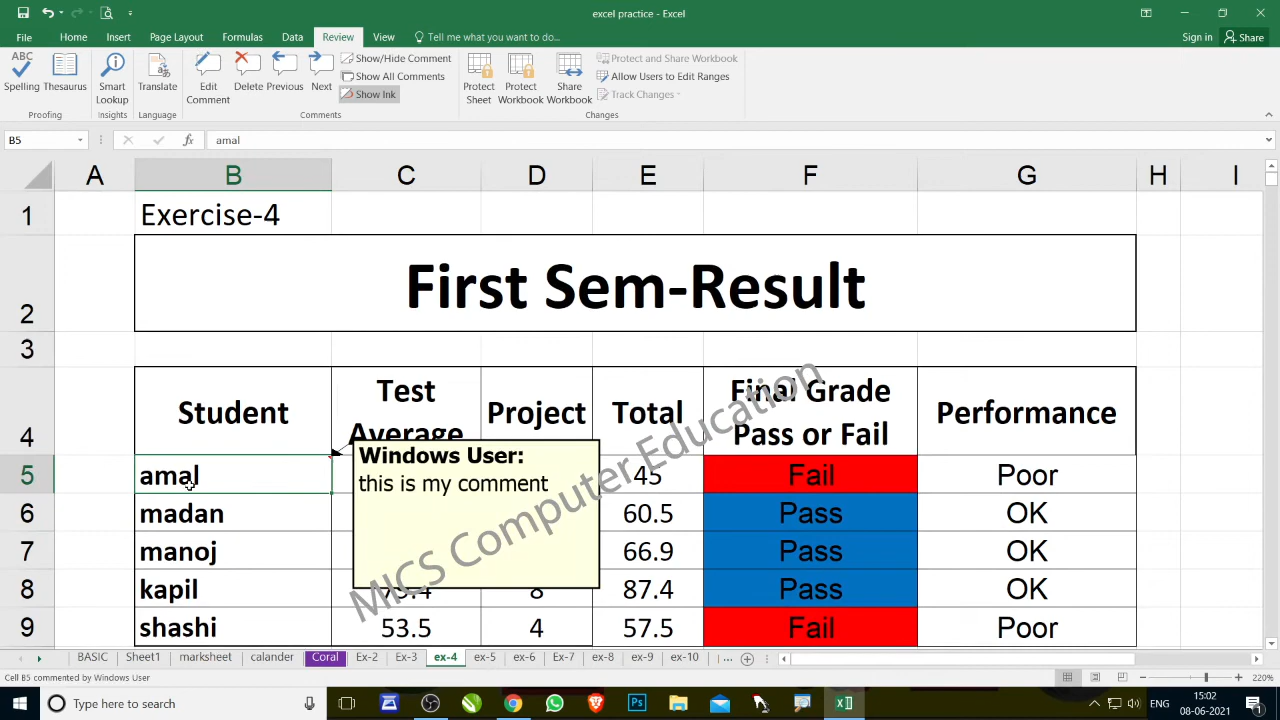 excel practice - Excel
File Home Insert Page Layout Formulas Data Review View Tell me what you want to do... Sign in Share
ABC
Spelling Thesaurus Smart Lookup Translate Edit Comment Delete Previous Next
Show/Hide Comment
Show All Comments
Show Ink
Protect Sheet Protect Workbook Share Workbook
Protect and Share Workbook
Allow Users to Edit Ranges
Track Changes
Proofing Insights Language Comments Changes
B5 fx amal
A B C D E F G H I
1 Exercise-4
2 First Sem-Result
3
4 Student Test Average Project Total Final Grade Pass or Fail Performance
5 amal 45 Fail Poor
Windows User:
this is my comment
6 madan 60.5 Pass OK
7 manoj 66.9 Pass OK
8 kapil 79.4 8 87.4 Pass OK
9 shashi 53.5 4 57.5 Fail Poor
MICS Computer Education
BASIC Sheet1 marksheet calander Coral Ex-2 Ex-3 ex-4 ex-5 ex-6 Ex-7 ex-8 ex-9 ex-10 ...
Cell B5 commented by Windows User 220%
Type here to search Ps ENG 15:02
08-06-2021